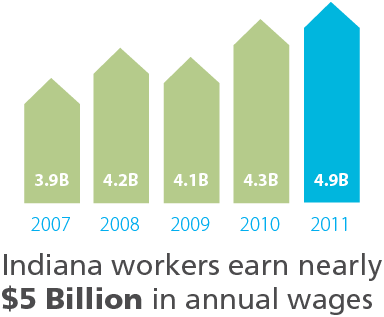 3.9B 4.2B 4.1B 4.3B 4.9B
2007 2008 2009 2010 2011
Indiana workers earn nearly
$5 Billion in annual wages